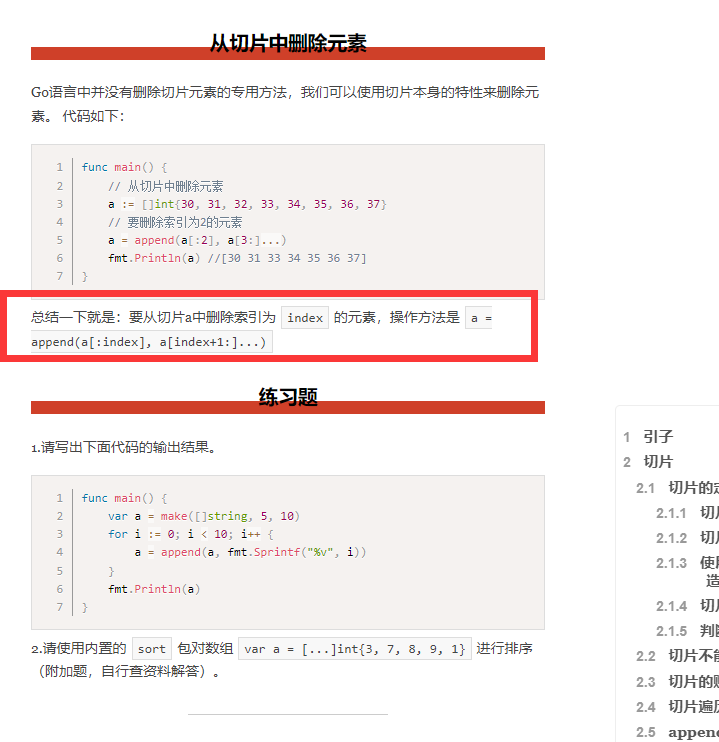 从切片中删除元素
Go语言中并没有删除切片元素的专用方法，我们可以使用切片本身的特性来删除元
素。 代码如下：
1 func main() {
2     // 从切片中删除元素
3     a := []int{30, 31, 32, 33, 34, 35, 36, 37}
4     // 要删除索引为2的元素
5     a = append(a[:2], a[3:]...)
6     fmt.Println(a) //[30 31 33 34 35 36 37]
7 }
总结一下就是：要从切片a中删除索引为 index 的元素，操作方法是 a =
append(a[:index], a[index+1:]...)
练习题
1.请写出下面代码的输出结果。
1 func main() {
2     var a = make([]string, 5, 10)
3     for i := 0; i < 10; i++ {
4         a = append(a, fmt.Sprintf("%v", i))
5     }
6     fmt.Println(a)
7 }
2.请使用内置的 sort 包对数组 var a = [...]int{3, 7, 8, 9, 1} 进行排序
（附加题，自行查资料解答）。
1 引子
2 切片
2.1 切片的定
2.1.1 切片
2.1.2 切片
2.1.3 使用
造
2.1.4 切片
2.1.5 判断
2.2 切片不能
2.3 切片的赋
2.4 切片遍历
2.5 append